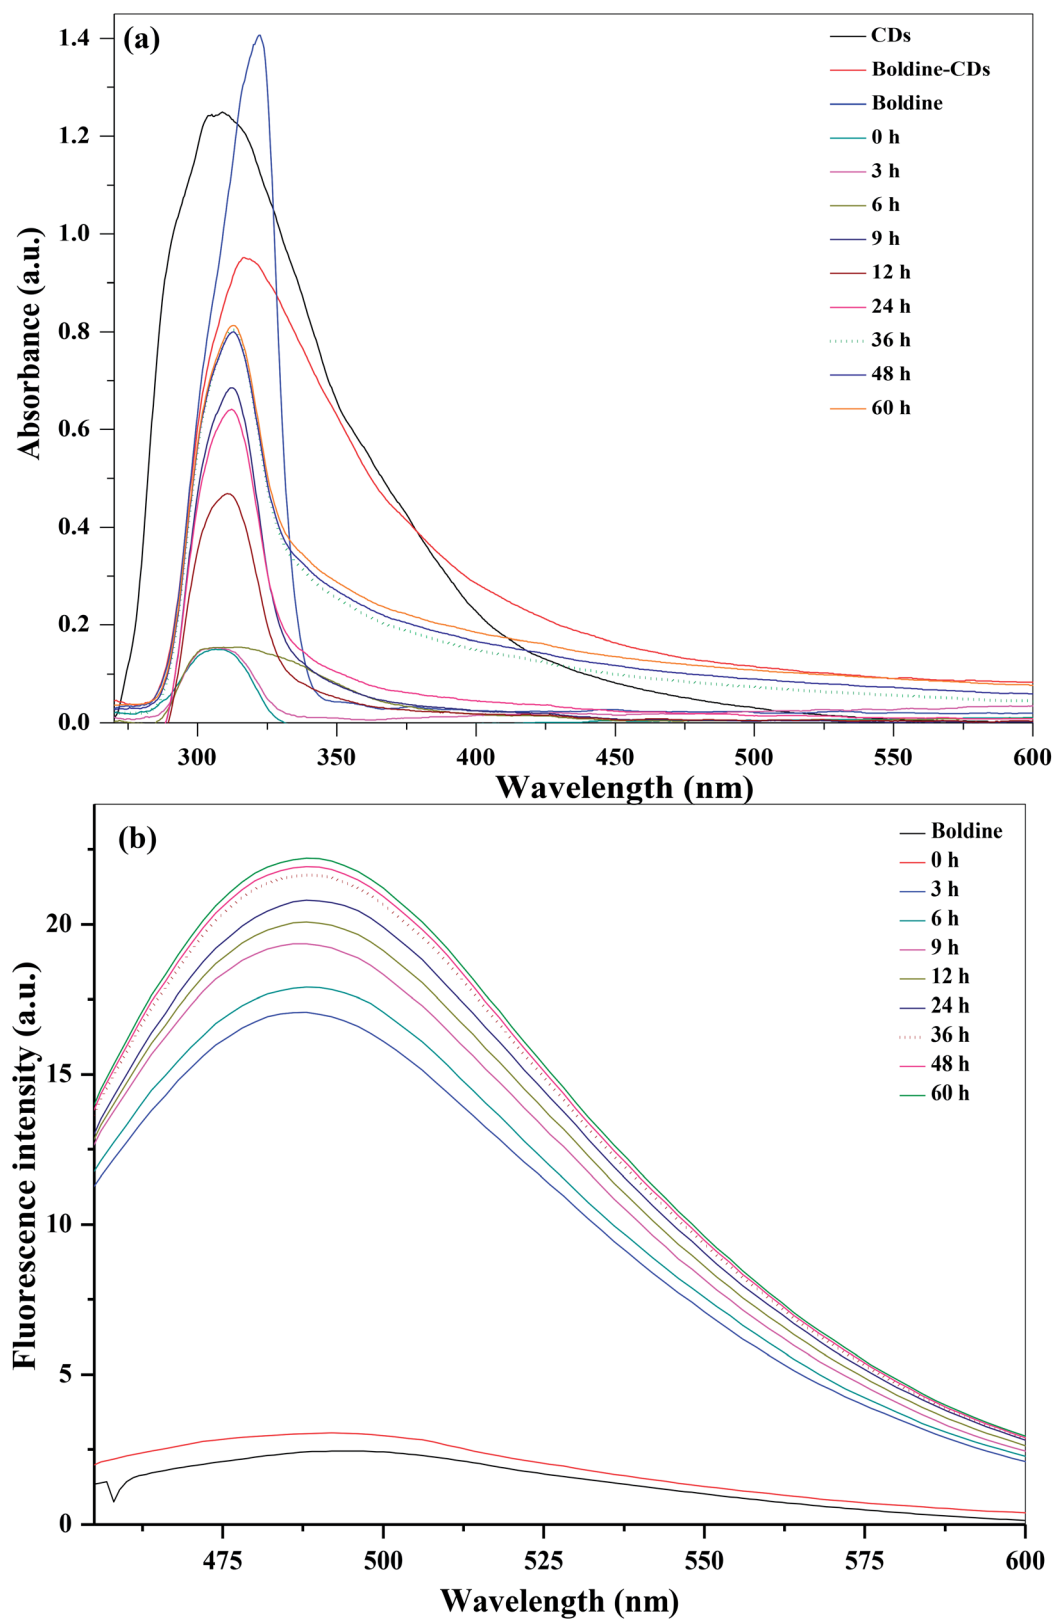 (a)
CDs
Boldine-CDs
Boldine
0 h
3 h
6 h
9 h
12 h
24 h
36 h
48 h
60 h
1.4
1.2
1.0
0.8
0.6
0.4
0.2
0.0
Absorbance (a.u.)
300 350 400 450 500 550 600
Wavelength (nm)
(b)
Boldine
0 h
3 h
6 h
9 h
12 h
24 h
36 h
48 h
60 h
20
15
10
5
0
Fluorescence intensity (a.u.)
475 500 525 550 575 600
Wavelength (nm)